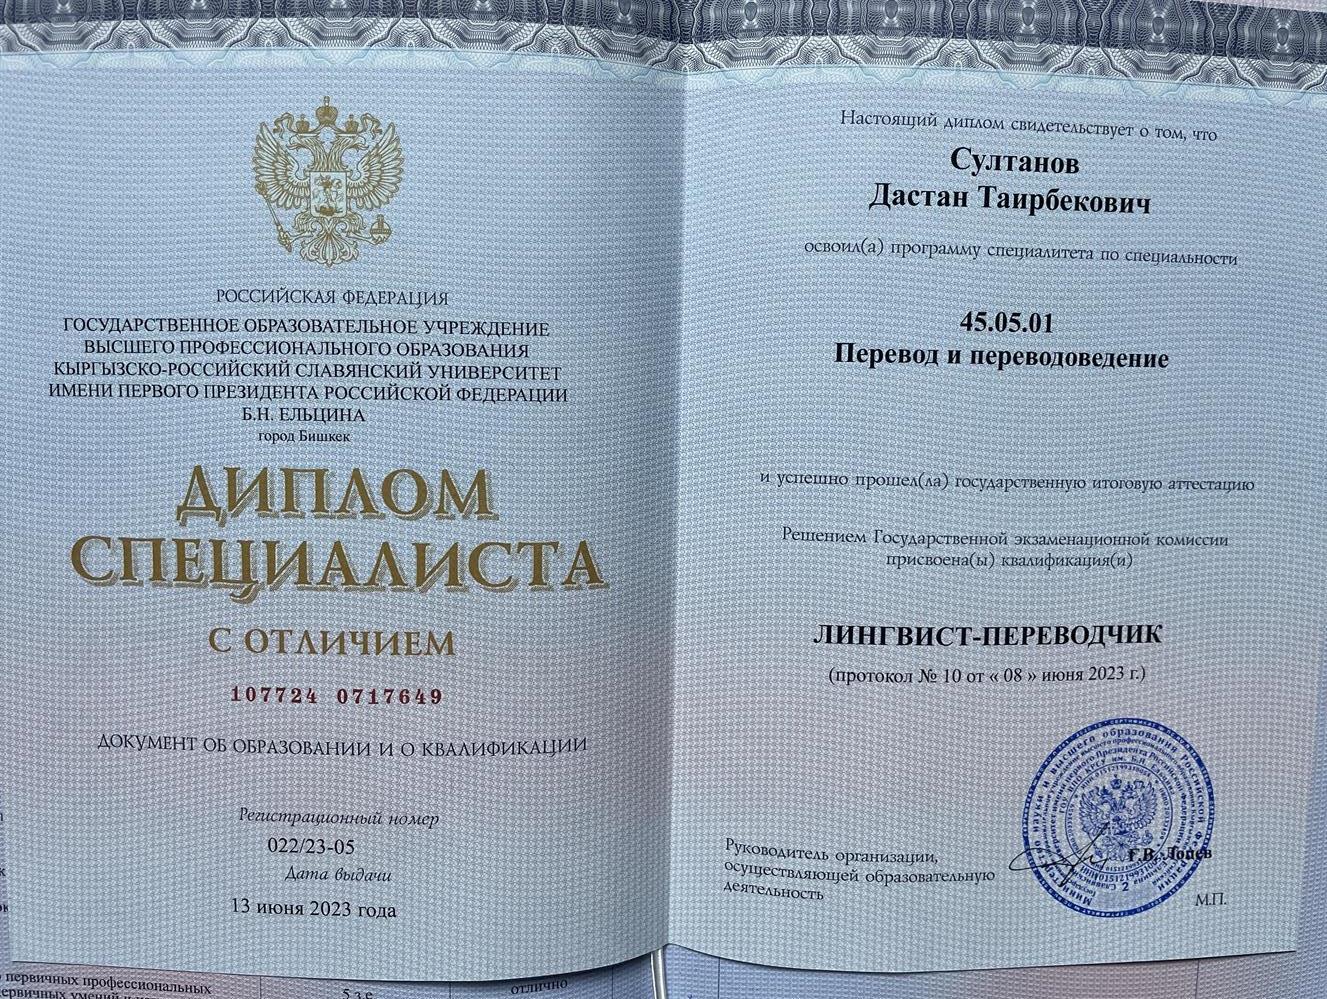 РОССИЙСКАЯ ФЕДЕРАЦИЯ
ГОСУДАРСТВЕННОЕ ОБРАЗОВАТЕЛЬНОЕ УЧРЕЖДЕНИЕ
ВЫСШЕГО ПРОФЕССИОНАЛЬНОГО ОБРАЗОВАНИЯ
КЫРГЫЗСКО-РОССИЙСКИЙ СЛАВЯНСКИЙ УНИВЕРСИТЕТ
ИМЕНИ ПЕРВОГО ПРЕЗИДЕНТА РОССИЙСКОЙ ФЕДЕРАЦИИ
Б.Н. ЕЛЬЦИНА
город Бишкек
ДИПЛОМ
СПЕЦИАЛИСТА
С ОТЛИЧИЕМ
107724 0717649
ДОКУМЕНТ ОБ ОБРАЗОВАНИИ И О КВАЛИФИКАЦИИ
Регистрационный номер
022/23-05
Дата выдачи
13 июня 2023 года
Настоящий диплом свидетельствует о том, что
Султанов
Дастан Таирбекович
освоил(а) программу специалитета по специальности
45.05.01
Перевод и переводоведение
и успешно прошел(ла) государственную итоговую аттестацию
Решением Государственной экзаменационной комиссии
присвоена(ы) квалификация(и)
ЛИНГВИСТ-ПЕРЕВОДЧИК
(протокол № 10 от « 08 » июня 2023 г.)
Руководитель организации,
осуществляющей образовательную
деятельность
М.П.
первичных профессиональных
5 з.е.
отлично